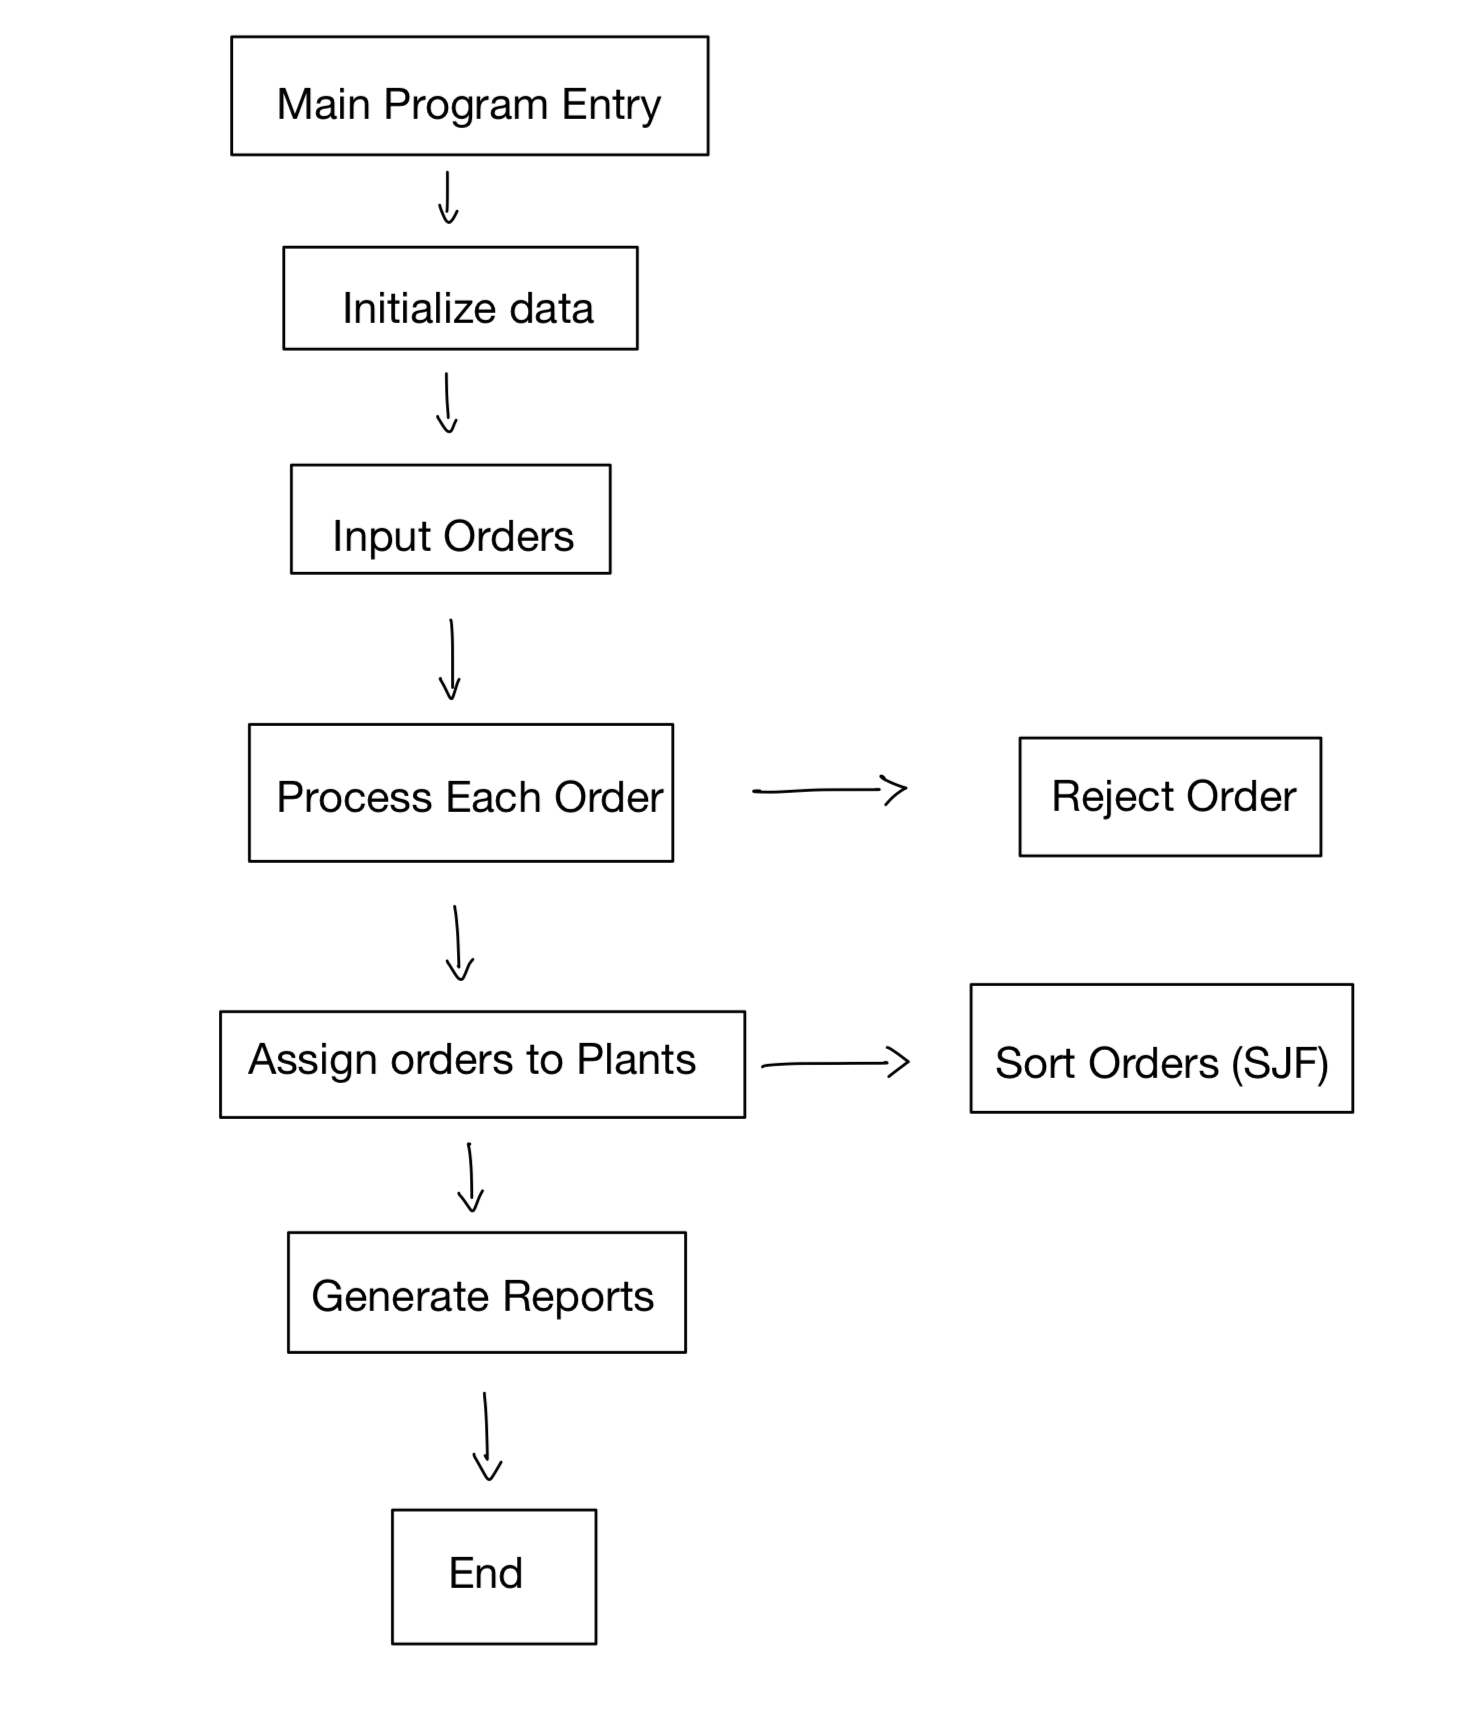 Main Program Entry
Initialize data
Input Orders
Process Each Order
Reject Order
Assign orders to Plants
Sort Orders (SJF)
Generate Reports
End